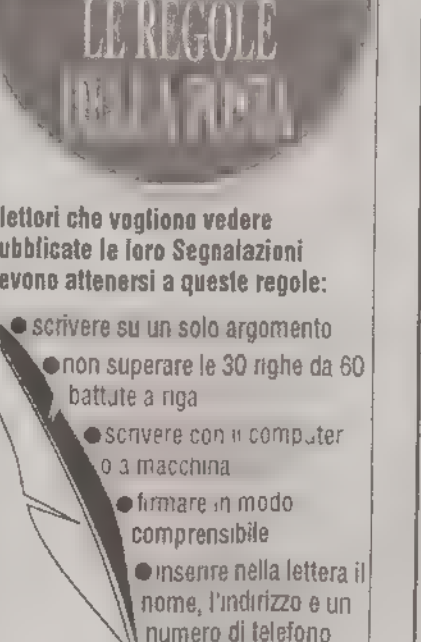 LE REGOLE
lettori che vogliono vedere
ubblicate le loro Segnalazioni
evono attenersi a queste regole:
● scrivere su un solo argomento
● non superare le 30 righe da 60
battute a riga
● scrivere con il computer
o a macchina
● firmare in modo
comprensibile
● inserire nella lettera il
nome, l'indirizzo e un
numero di telefono